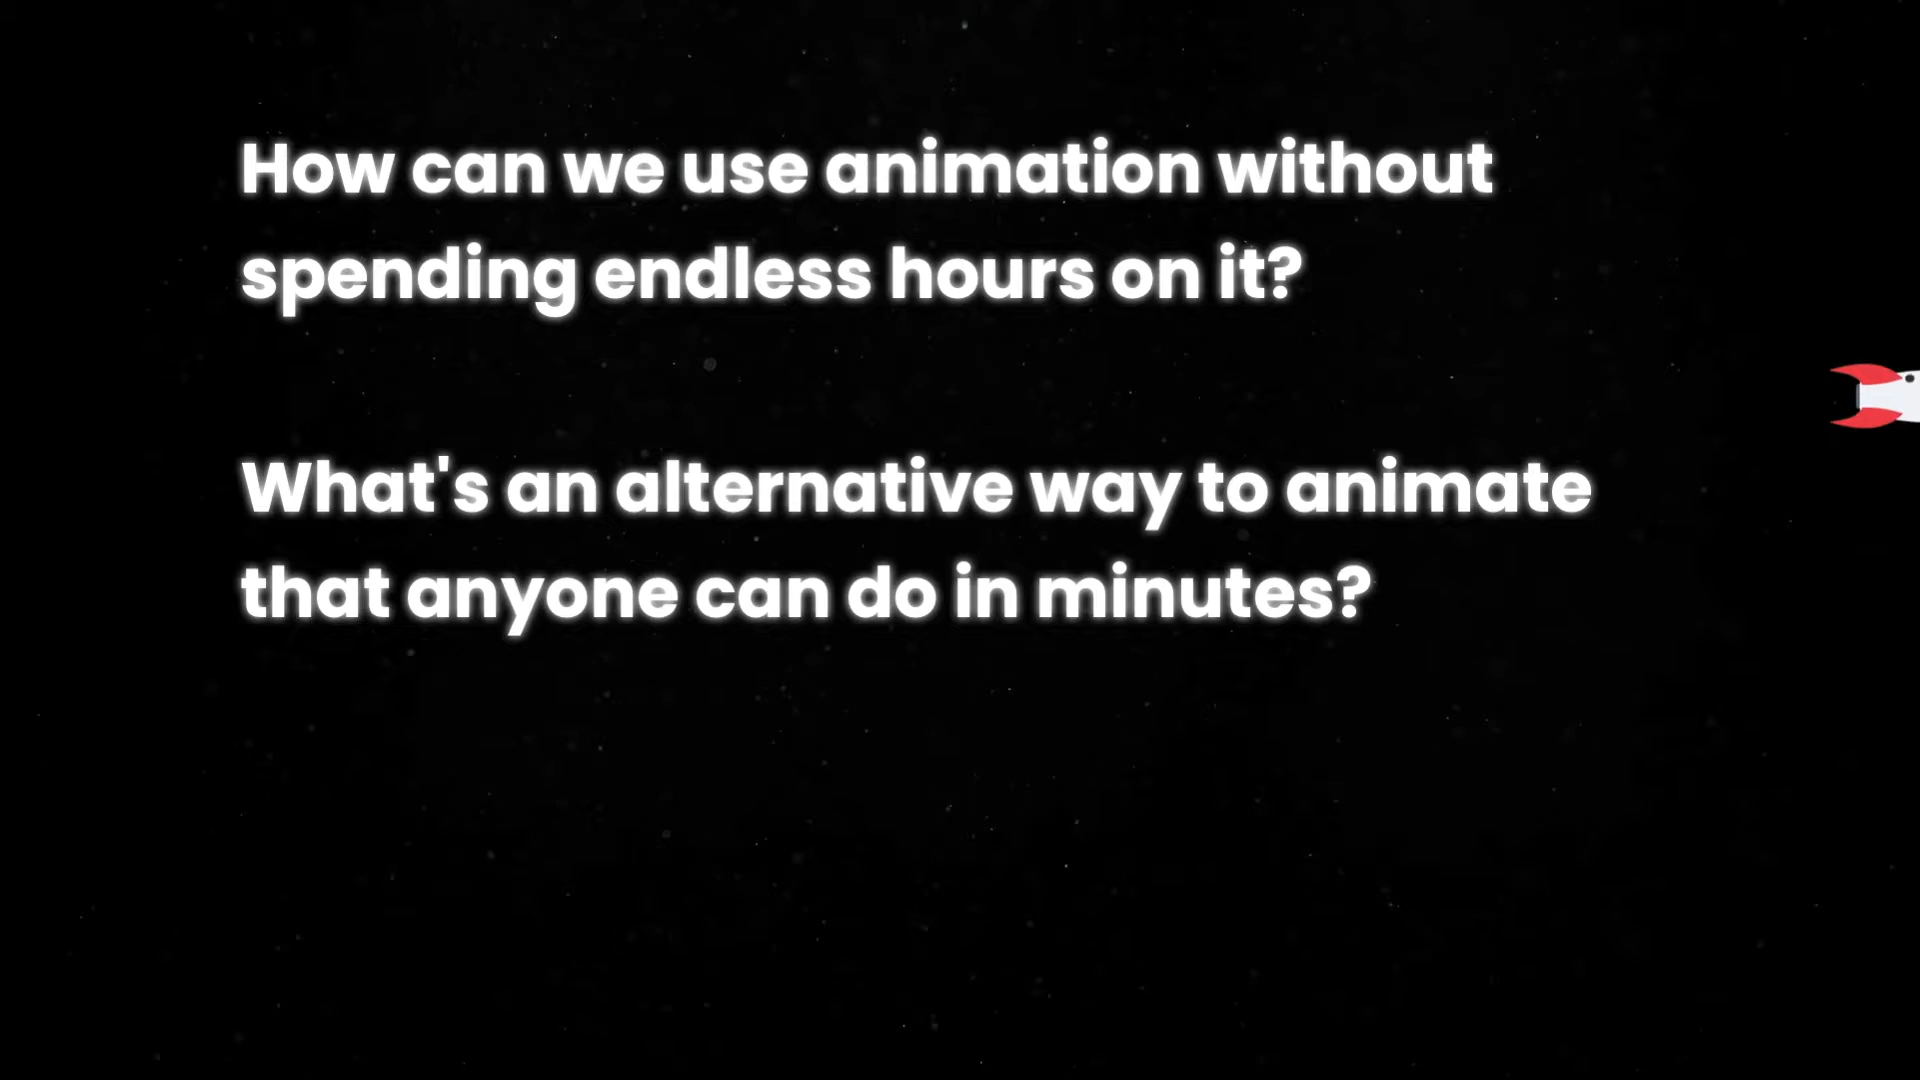 How can we use animation without
spending endless hours on it?
What's an alternative way to animate
that anyone can do in minutes?